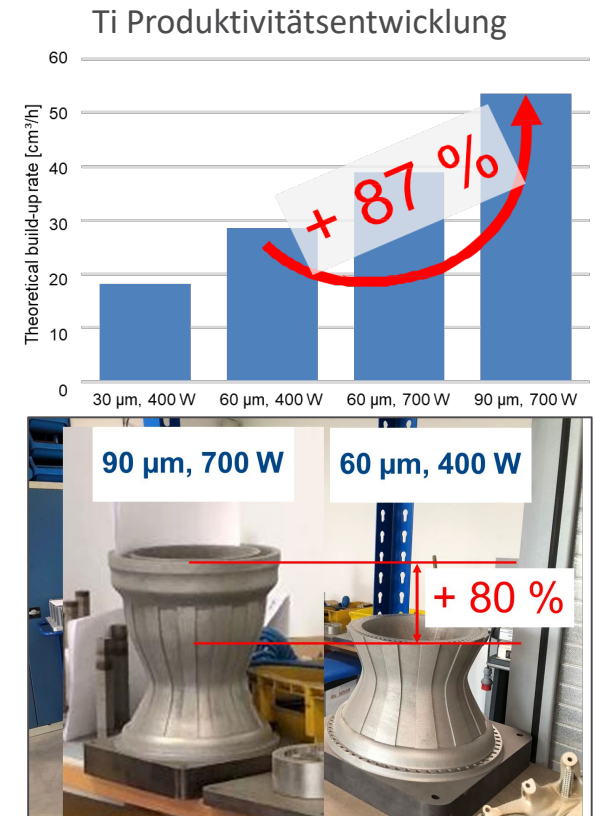 Ti Produktivitätsentwicklung
Theoretical build-up rate [cm³/h]
60
50
40
30
20
10
0
+ 87 %
30 µm, 400 W
60 µm, 400 W
60 µm, 700 W
90 µm, 700 W
90 µm, 700 W
60 µm, 400 W
+ 80 %